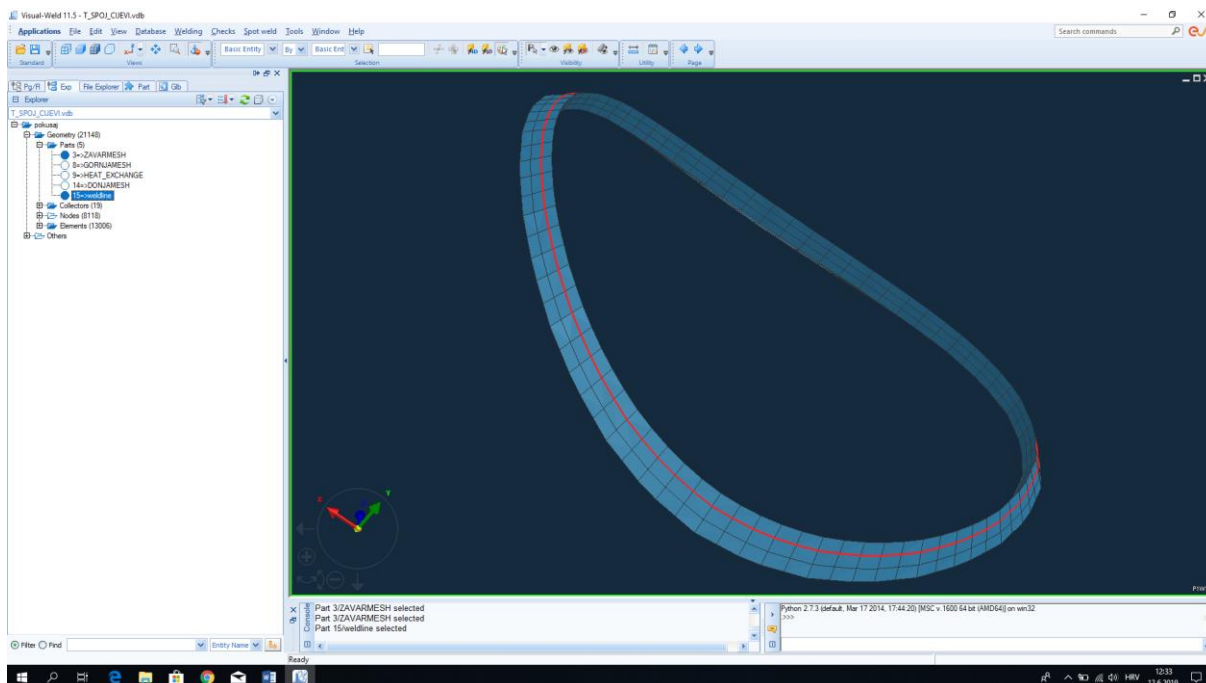 Visual-Weld 11.5 - T_SPOJ_CIJEVI.vdb
Applications File Edit View Database Welding Checks Spot weld Tools Window Help
Search commands
Basic Entity By Basic Ent
Standard Views Selection Visibility Utility Page
Pg/R Exp File Explorer Part Glb
Explorer
T_SPOJ_CIJEVI.vdb
pokusaj
Geometry (21148)
Parts (5)
3=>ZAVARMESH
8=>GORNJAMESH
9=>HEAT_EXCHANGE
14=>DONJAMESH
15=>weldline
Collectors (19)
Nodes (8118)
Elements (13006)
Others
X Y
Console
Part 3/ZAVARMESH selected
Part 3/ZAVARMESH selected
Part 15/weldline selected
Python 2.7.3 (default, Mar 17 2014, 17:44:20) [MSC v.1600 64 bit (AMD64)] on win32
>>>
Filter Find Entity Name
Ready
HRV
12:33